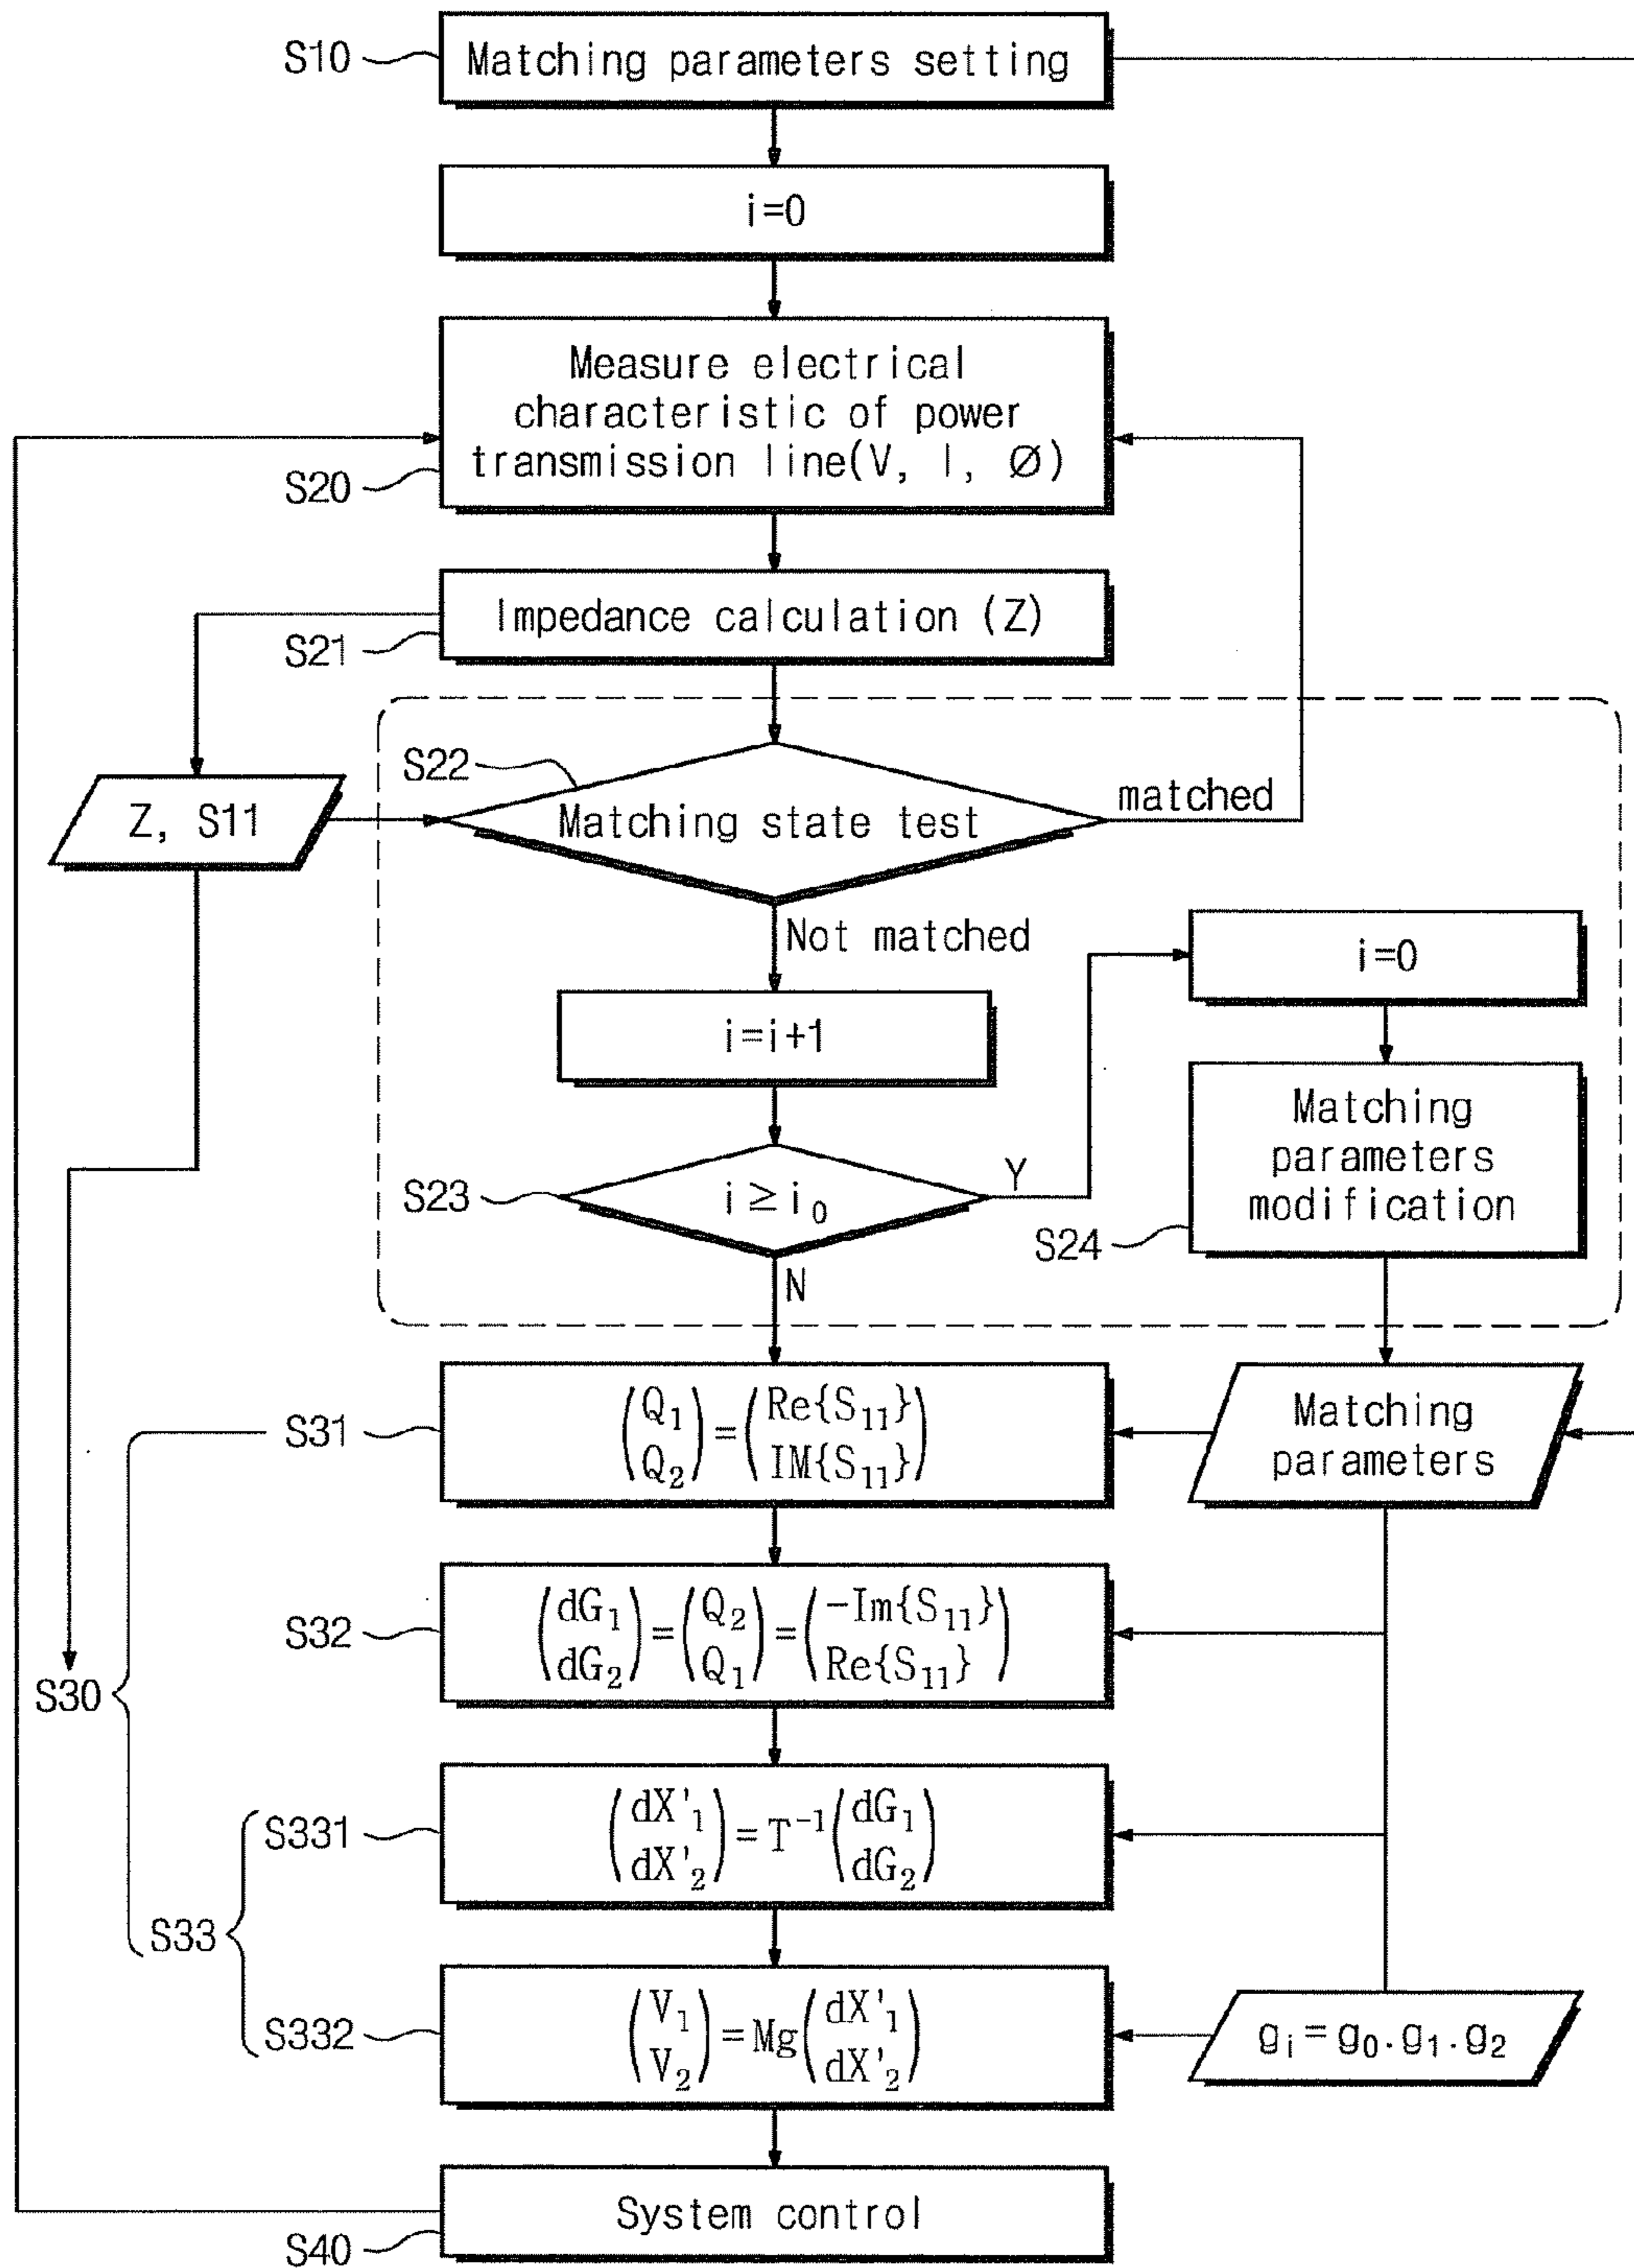 S10
Matching parameters setting
i=0
Measure electrical
characteristic of power
transmission line(V, I, Ø)
S20
Impedance calculation (Z)
S21
S22
Z, S11
Matching state test
matched
Not matched
i=0
i=i+1
Matching
parameters
modification
S23
i ≥ i₀
Y
S24
N
S31
(Q₁ Q₂) = (Re{S₁₁} IM{S₁₁})
Matching
parameters
S32
(dG₁ dG₂) = (Q₂ Q₁) = (-Im{S₁₁} Re{S₁₁})
S30
S331
(dX'₁ dX'₂) = T⁻¹ (dG₁ dG₂)
S33
S332
(V₁ V₂) = Mg (dX'₁ dX'₂)
gᵢ = g₀.g₁.g₂
System control
S40